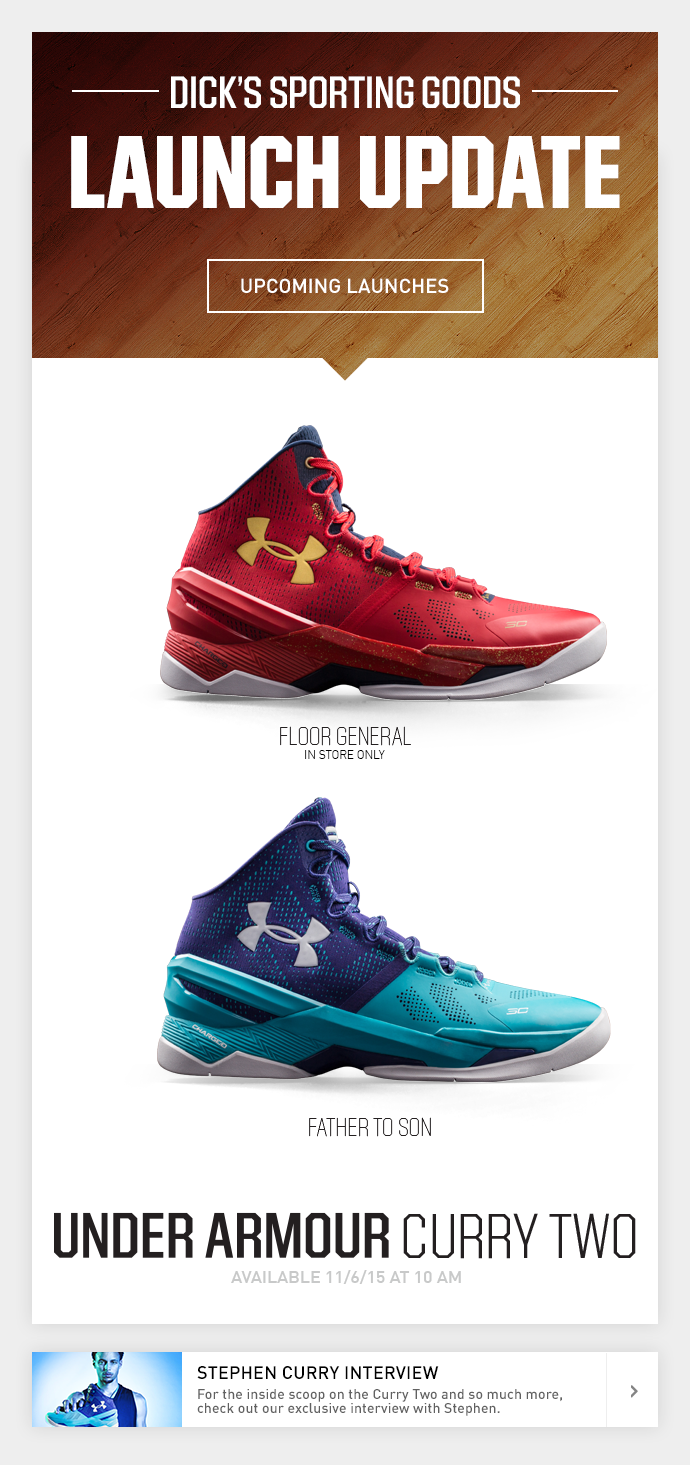 DICK'S SPORTING GOODS
LAUNCH UPDATE
UPCOMING LAUNCHES
FLOOR GENERAL
IN STORE ONLY
CHARGED
FATHER TO SON
UNDER ARMOUR CURRY TWO
AVAILABLE 11/6/15 AT 10 AM
STEPHEN CURRY INTERVIEW
For the inside scoop on the Curry Two and so much more,
check out our exclusive interview with Stephen.